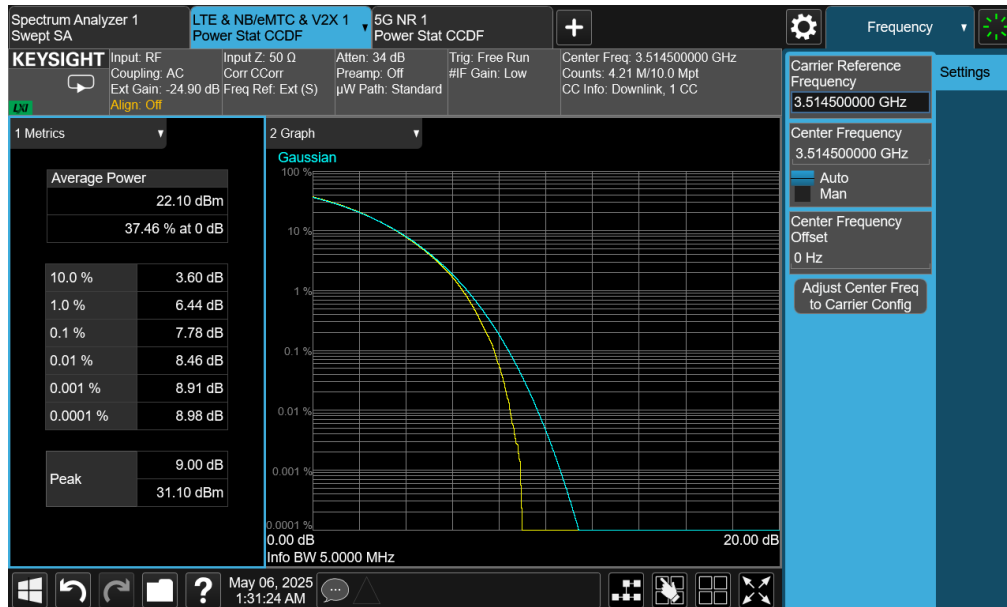 Spectrum Analyzer 1
Swept SA
LTE & NB/eMTC & V2X 1
Power Stat CCDF
5G NR 1
Power Stat CCDF
Frequency
KEYSIGHT
LXI
Input: RF
Coupling: AC
Ext Gain: -24.90 dB
Align: Off
Input Z: 50 Ω
Corr CCorr
Freq Ref: Ext (S)
Atten: 34 dB
Preamp: Off
µW Path: Standard
Trig: Free Run
#IF Gain: Low
Center Freq: 3.514500000 GHz
Counts: 4.21 M/10.0 Mpt
CC Info: Downlink, 1 CC
1 Metrics
Average Power
22.10 dBm
37.46 % at 0 dB
10.0 % 3.60 dB
1.0 % 6.44 dB
0.1 % 7.78 dB
0.01 % 8.46 dB
0.001 % 8.91 dB
0.0001 % 8.98 dB
Peak
9.00 dB
31.10 dBm
2 Graph
Gaussian
100 %
10 %
1 %
0.1 %
0.01 %
0.001 %
0.0001 %
0.00 dB 20.00 dB
Info BW 5.0000 MHz
Carrier Reference
Frequency
3.514500000 GHz
Center Frequency
3.514500000 GHz
Auto
Man
Center Frequency
Offset
0 Hz
Adjust Center Freq
to Carrier Config
Settings
?
May 06, 2025
1:31:24 AM